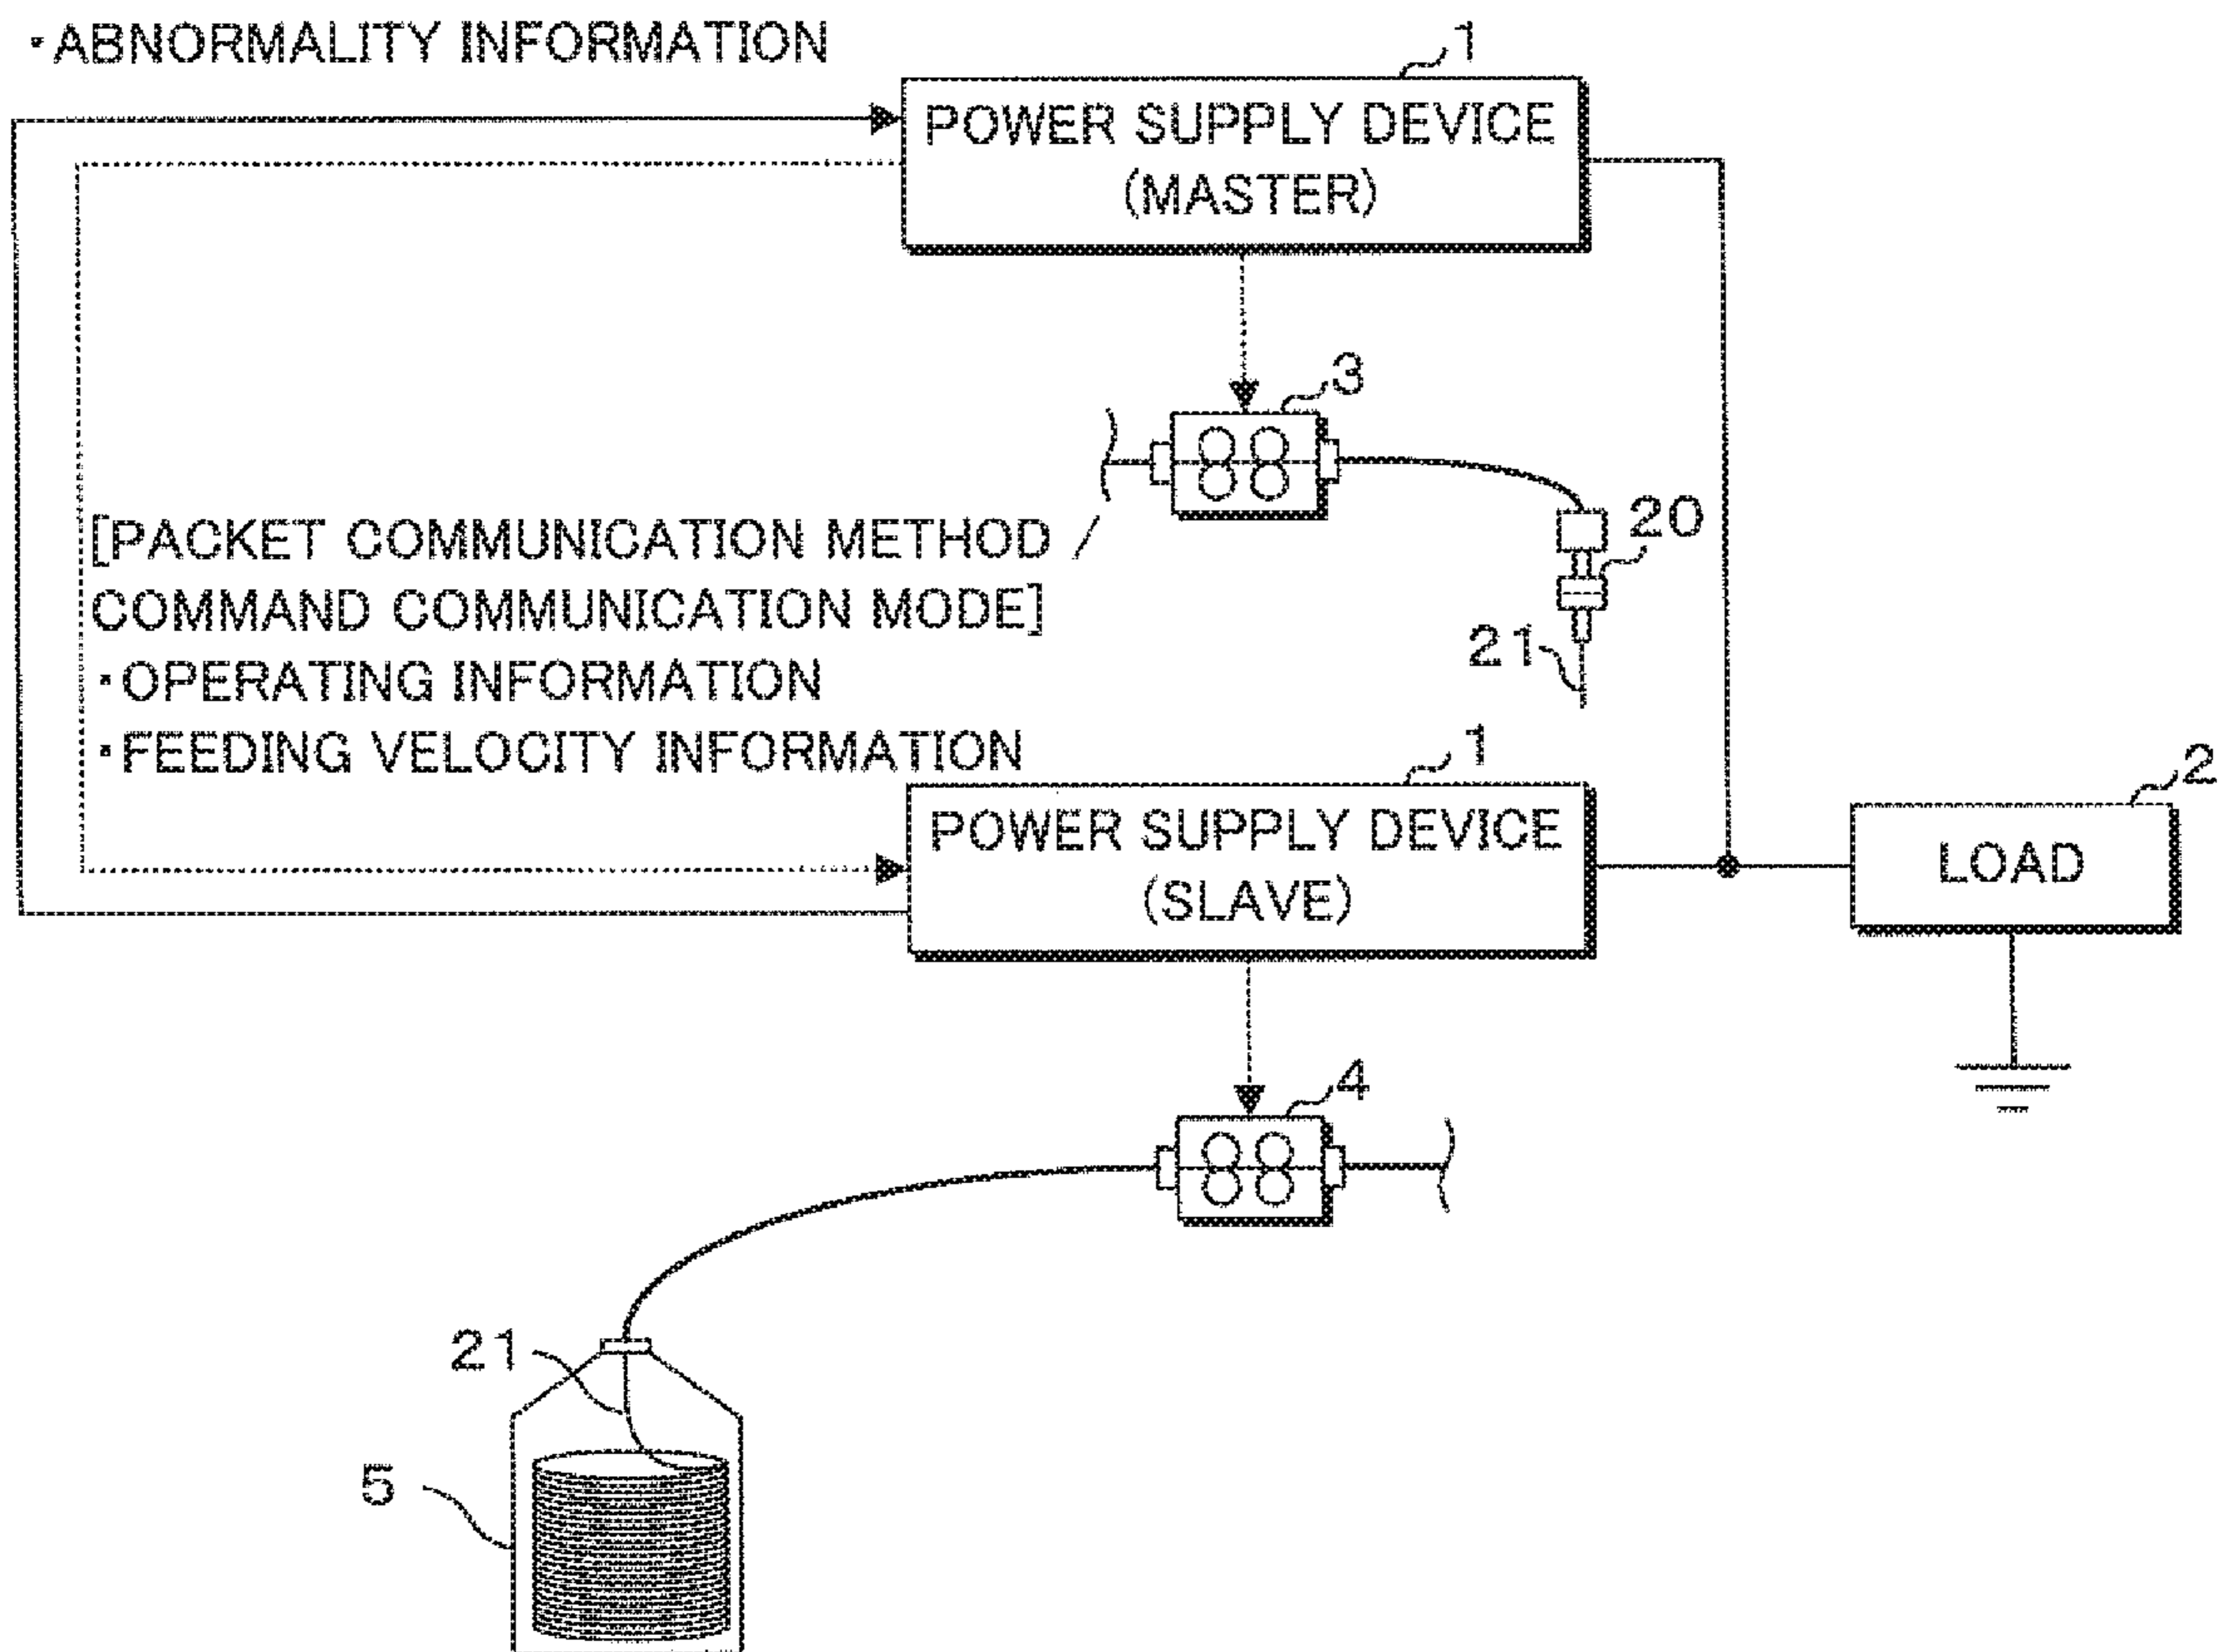 ・ABNORMALITY INFORMATION
1
POWER SUPPLY DEVICE
(MASTER)
3
[PACKET COMMUNICATION METHOD /
COMMAND COMMUNICATION MODE]
・OPERATING INFORMATION
・FEEDING VELOCITY INFORMATION
20
21
1
POWER SUPPLY DEVICE
(SLAVE)
2
LOAD
4
21
5